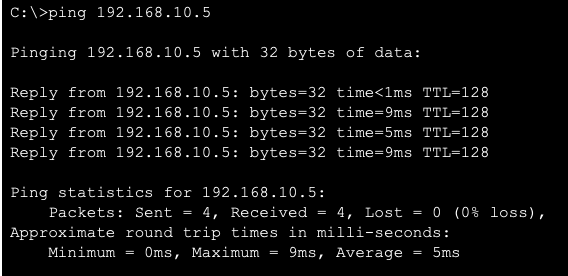 C:\>ping 192.168.10.5
Pinging 192.168.10.5 with 32 bytes of data:
Reply from 192.168.10.5: bytes=32 time<1ms TTL=128
Reply from 192.168.10.5: bytes=32 time=9ms TTL=128
Reply from 192.168.10.5: bytes=32 time=5ms TTL=128
Reply from 192.168.10.5: bytes=32 time=9ms TTL=128
Ping statistics for 192.168.10.5:
Packets: Sent = 4, Received = 4, Lost = 0 (0% loss),
Approximate round trip times in milli-seconds:
Minimum = 0ms, Maximum = 9ms, Average = 5ms